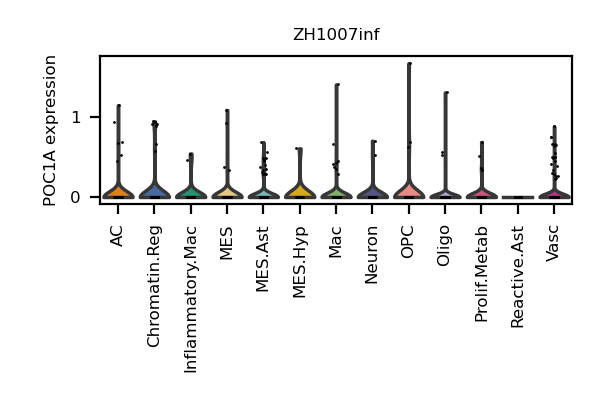 ZH1007inf
POC1A expression
1
0
AC
Chromatin.Reg
Inflammatory.Mac
MES
MES.Ast
MES.Hyp
Mac
Neuron
OPC
Oligo
Prolif.Metab
Reactive.Ast
Vasc